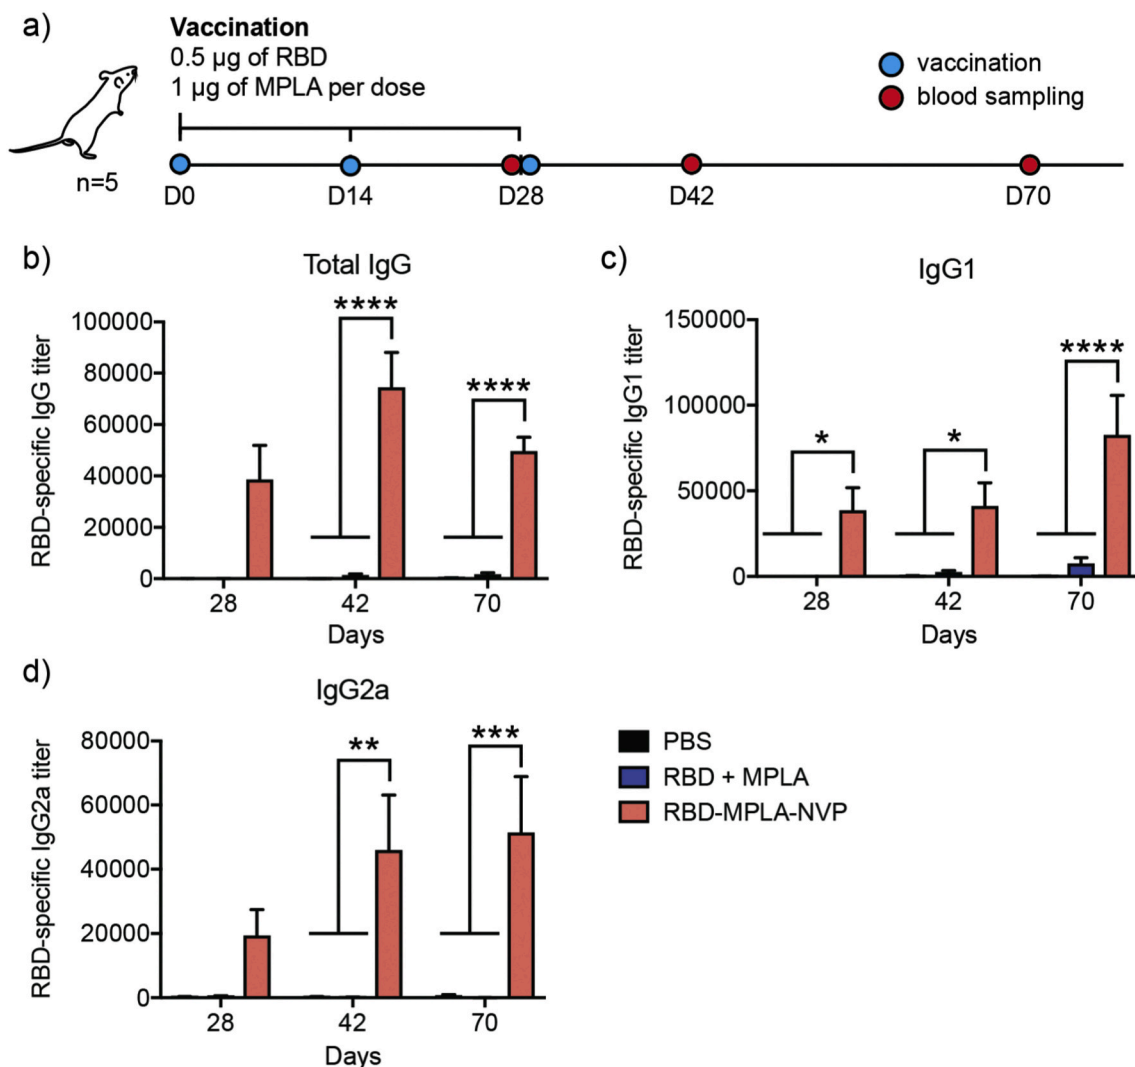 a)
Vaccination
0.5 µg of RBD
1 µg of MPLA per dose
vaccination
blood sampling
n=5
D0
D14
D28
D42
D70
b)
Total IgG
RBD-specific IgG titer
100000
80000
60000
40000
20000
0
****
****
28
42
70
Days
c)
IgG1
RBD-specific IgG1 titer
150000
100000
50000
0
*
*
****
28
42
70
Days
d)
IgG2a
RBD-specific IgG2a titer
80000
60000
40000
20000
0
**
***
28
42
70
Days
PBS
RBD + MPLA
RBD-MPLA-NVP